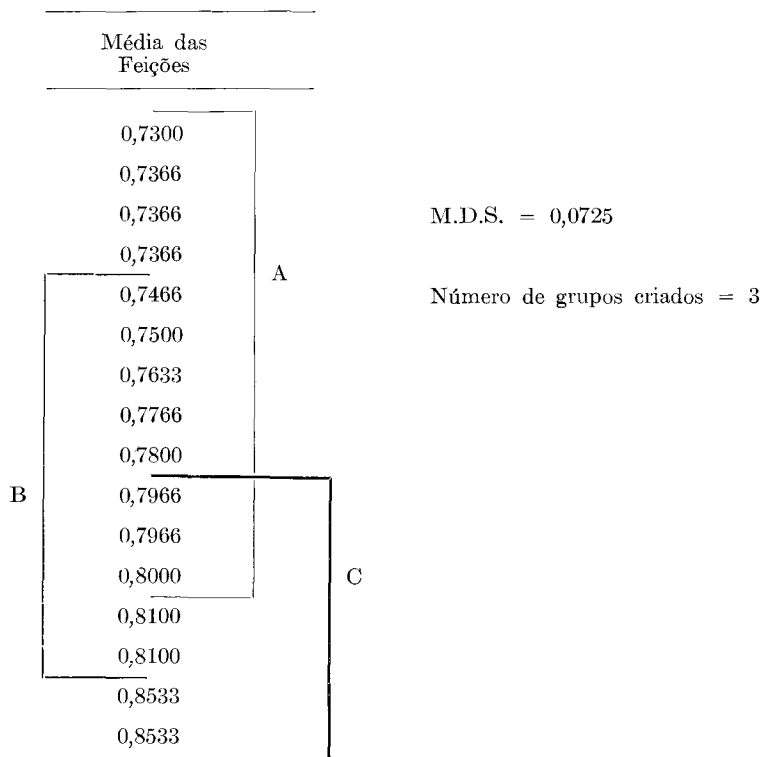 Média das
Feições
0,7300
0,7366
0,7366
0,7366
0,7466
0,7500
0,7633
0,7766
0,7800
0,7966
0,7966
0,8000
0,8100
0,8100
0,8533
0,8533
A
B
C
M.D.S. = 0,0725
Número de grupos criados = 3